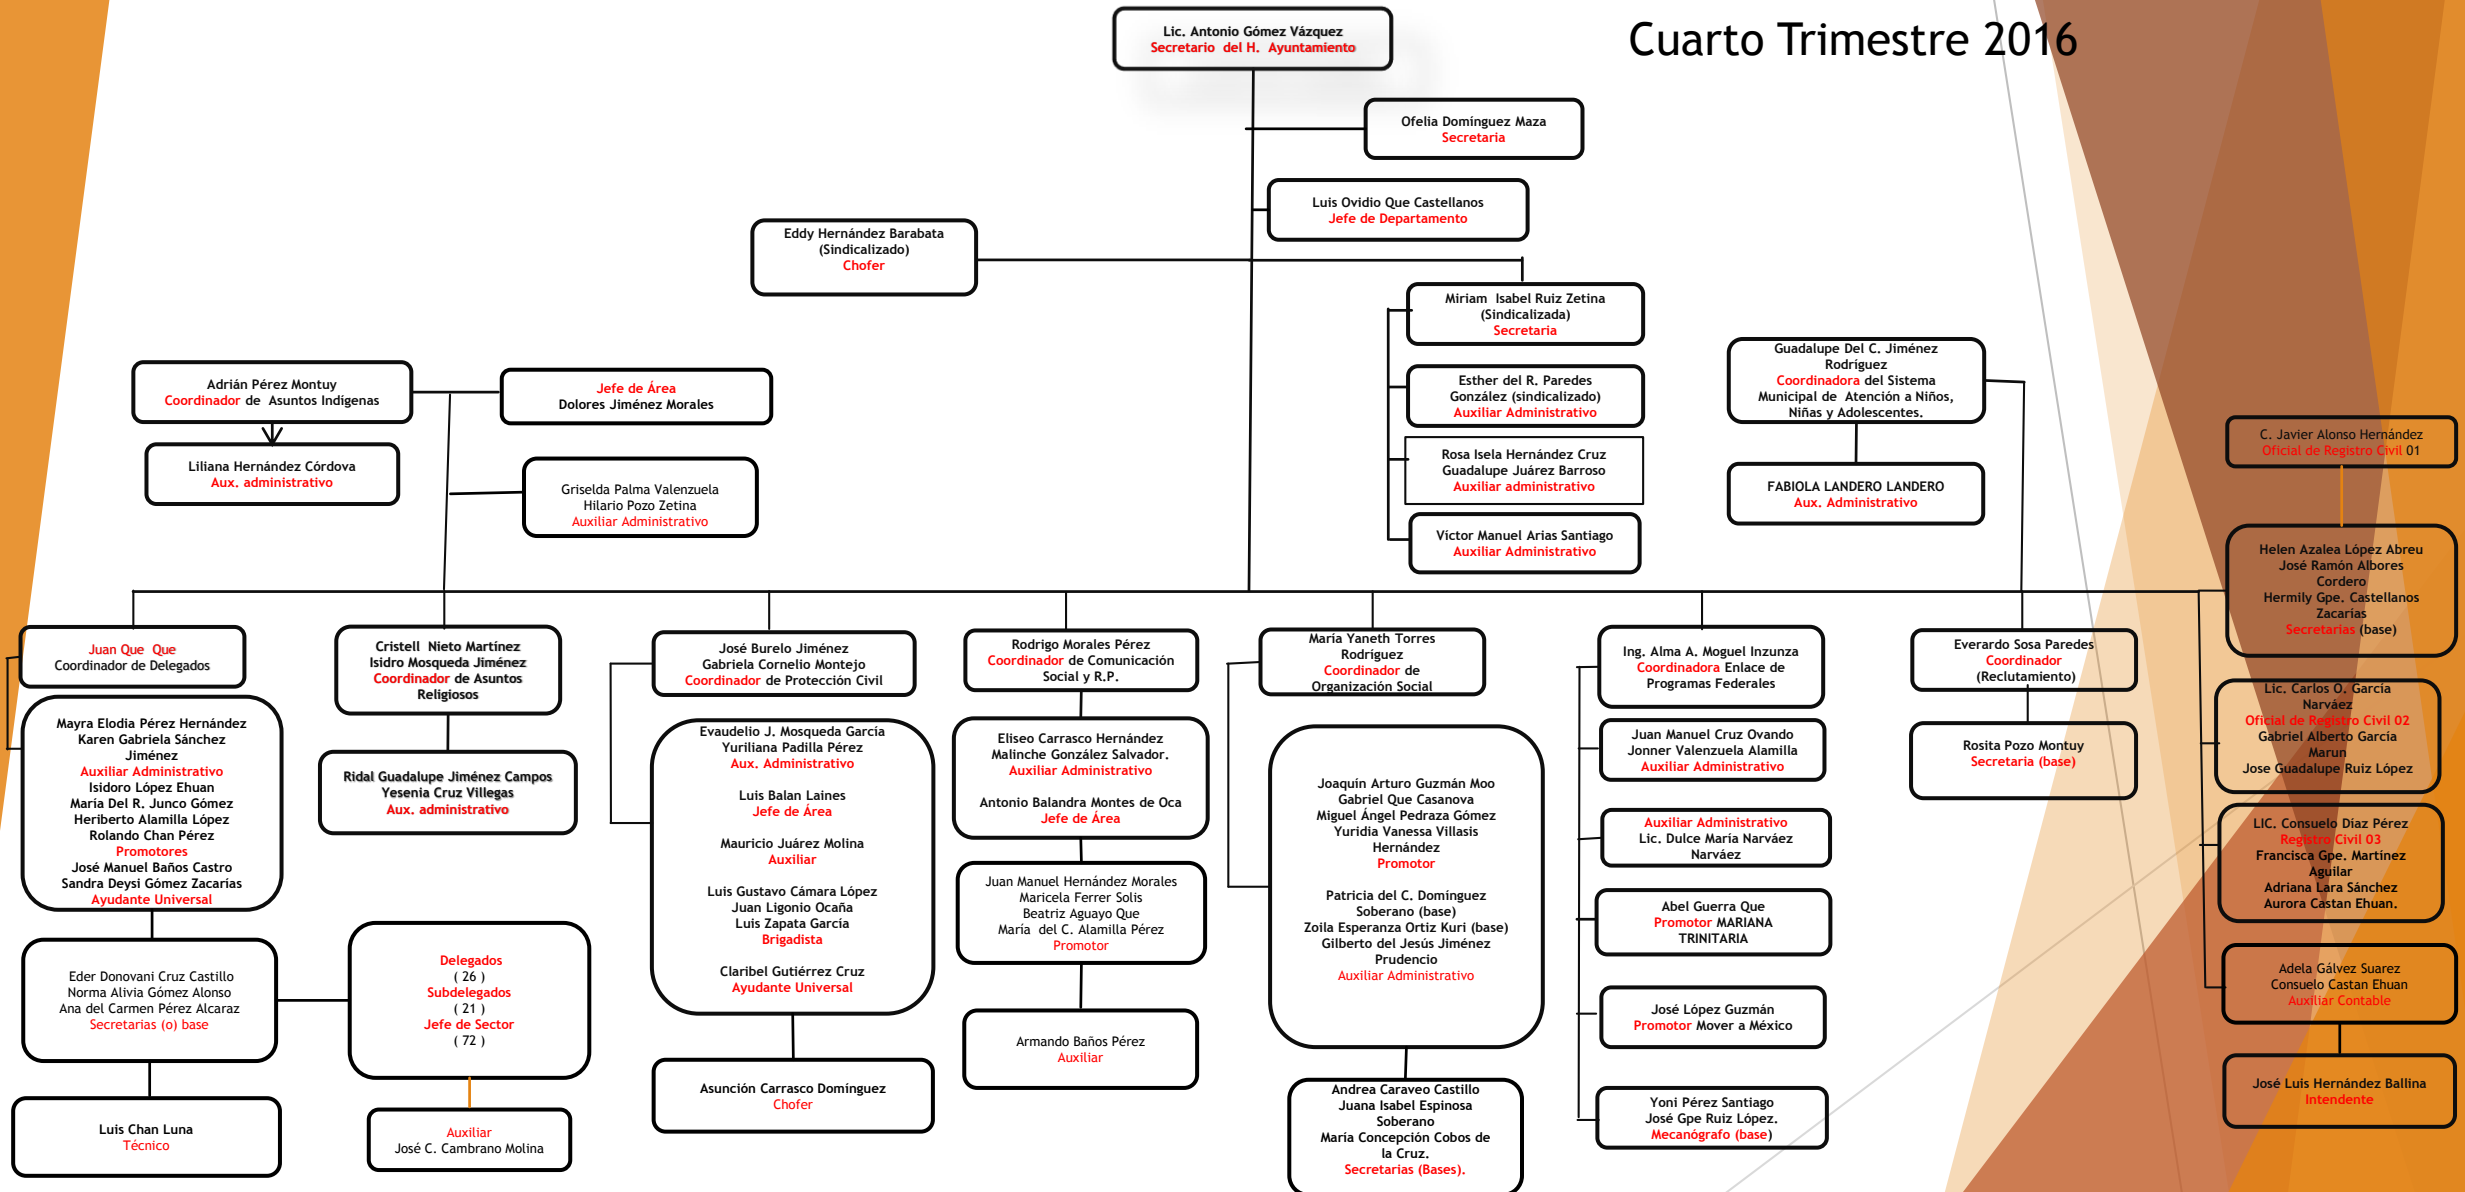 Lic. Antonio Gómez Vázquez
Secretario del H. Ayuntamiento
Cuarto Trimestre 2016
Ofelia Domínguez Maza
Secretaria
Luis Ovidio Que Castellanos
Jefe de Departamento
Eddy Hernández Barabata
(Sindicalizado)
Chofer
Miriam Isabel Ruiz Zetina
(Sindicalizada)
Secretaria
Esther del R. Paredes
González (sindicalizado)
Auxiliar Administrativo
Rosa Isela Hernández Cruz
Guadalupe Juárez Barroso
Auxiliar administrativo
Víctor Manuel Arias Santiago
Auxiliar Administrativo
Guadalupe Del C. Jiménez
Rodríguez
Coordinadora del Sistema
Municipal de Atención a Niños,
Niñas y Adolescentes.
FABIOLA LANDERO LANDERO
Aux. Administrativo
Adrián Pérez Montuy
Coordinador de Asuntos Indígenas
Liliana Hernández Córdova
Aux. administrativo
Jefe de Área
Dolores Jiménez Morales
Griselda Palma Valenzuela
Hilario Pozo Zetina
Auxiliar Administrativo
Juan Que Que
Coordinador de Delegados
Mayra Elodia Pérez Hernández
Karen Gabriela Sánchez
Jiménez
Auxiliar Administrativo
Isidoro López Ehuan
María Del R. Junco Gómez
Heriberto Alamilla López
Rolando Chan Pérez
Promotores
José Manuel Baños Castro
Sandra Deysi Gómez Zacarías
Ayudante Universal
Eder Donovani Cruz Castillo
Norma Alivia Gómez Alonso
Ana del Carmen Pérez Alcaraz
Secretarias (o) base
Luis Chan Luna
Técnico
Delegados
( 26 )
Subdelegados
( 21 )
Jefe de Sector
( 72 )
Auxiliar
José C. Cambrano Molina
Cristell Nieto Martínez
Isidro Mosqueda Jiménez
Coordinador de Asuntos
Religiosos
Ridal Guadalupe Jiménez Campos
Yesenia Cruz Villegas
Aux. administrativo
José Burelo Jiménez
Gabriela Cornelio Montejo
Coordinador de Protección Civil
Evaudelio J. Mosqueda García
Yuriliana Padilla Pérez
Aux. Administrativo
Luis Balan Laines
Jefe de Área
Mauricio Juárez Molina
Auxiliar
Luis Gustavo Cámara López
Juan Ligonio Ocaña
Luis Zapata García
Brigadista
Claribel Gutiérrez Cruz
Ayudante Universal
Asunción Carrasco Domínguez
Chofer
Rodrigo Morales Pérez
Coordinador de Comunicación
Social y R.P.
Eliseo Carrasco Hernández
Malinche González Salvador.
Auxiliar Administrativo
Antonio Balandra Montes de Oca
Jefe de Área
Juan Manuel Hernández Morales
Maricela Ferrer Solis
Beatriz Aguayo Que
María del C. Alamilla Pérez
Promotor
Armando Baños Pérez
Auxiliar
María Yaneth Torres
Rodríguez
Coordinador de
Organización Social
Joaquín Arturo Guzmán Moo
Gabriel Que Casanova
Miguel Ángel Pedraza Gómez
Yuridia Vanessa Villasis
Hernández
Promotor
Patricia del C. Domínguez
Soberano (base)
Zoila Esperanza Ortiz Kuri (base)
Gilberto del Jesús Jiménez
Prudencio
Auxiliar Administrativo
Andrea Caraveo Castillo
Juana Isabel Espinosa
Soberano
María Concepción Cobos de
la Cruz.
Secretarias (Bases).
Ing. Alma A. Moguel Inzunza
Coordinadora Enlace de
Programas Federales
Juan Manuel Cruz Ovando
Jonner Valenzuela Alamilla
Auxiliar Administrativo
Auxiliar Administrativo
Lic. Dulce María Narváez
Narváez
Abel Guerra Que
Promotor MARIANA
TRINITARIA
José López Guzmán
Promotor Mover a México
Yoni Pérez Santiago
José Gpe Ruiz López.
Mecanógrafo (base)
Everardo Sosa Paredes
Coordinador
(Reclutamiento)
Rosita Pozo Montuy
Secretaria (base)
C. Javier Alonso Hernández
Oficial de Registro Civil 01
Helen Azalea López Abreu
José Ramón Albores
Cordero
Hermily Gpe. Castellanos
Zacarías
Secretarias (base)
Lic. Carlos O. García
Narváez
Oficial de Registro Civil 02
Gabriel Alberto García
Marun
Jose Guadalupe Ruiz López
LIC. Consuelo Díaz Pérez
Registro Civil 03
Francisca Gpe. Martínez
Aguilar
Adriana Lara Sánchez
Aurora Castan Ehuan.
Adela Gálvez Suarez
Consuelo Castan Ehuan
Auxiliar Contable
José Luis Hernández Ballina
Intendente